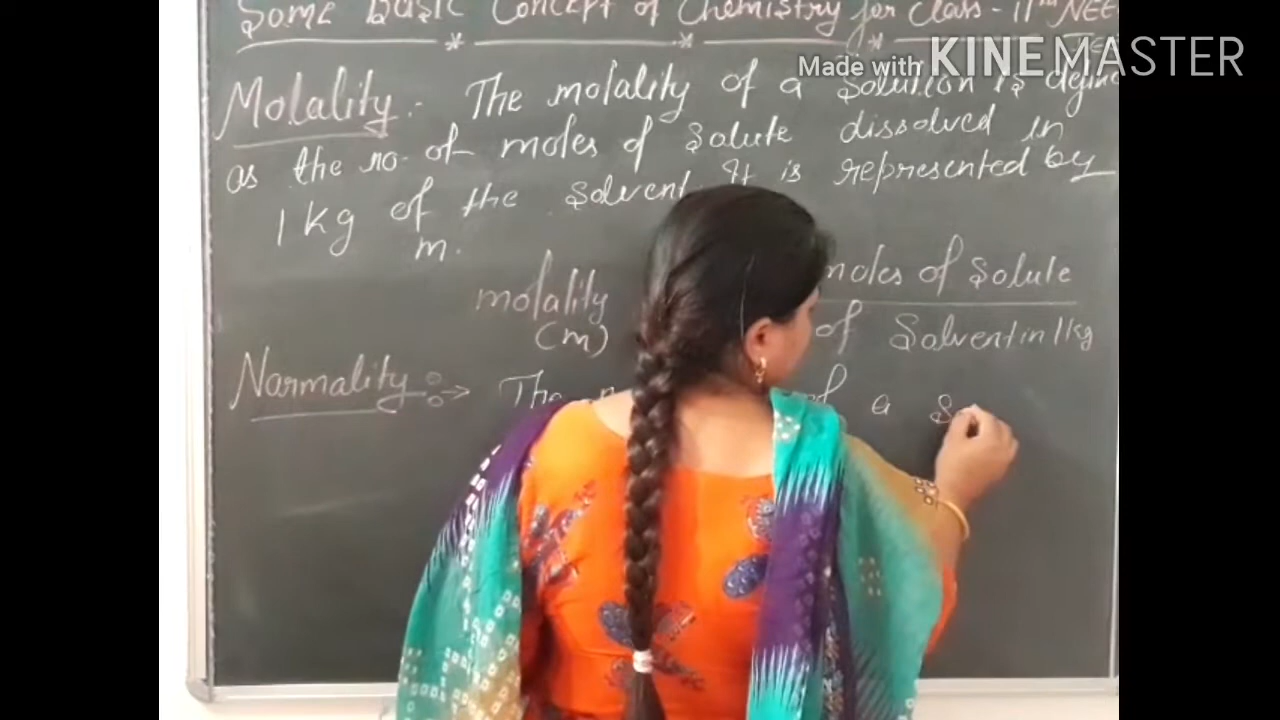 Some Basic Concept of Chemistry for class - 11th NEE
Made with KINEMASTER
Molality :- The molality of a solution is
as the no. of moles of solute dissolved in
1 kg of the solvent. It is represented by
m.
molality moles of solute
(m) of Solvent in 1kg
Normality :-> The of a